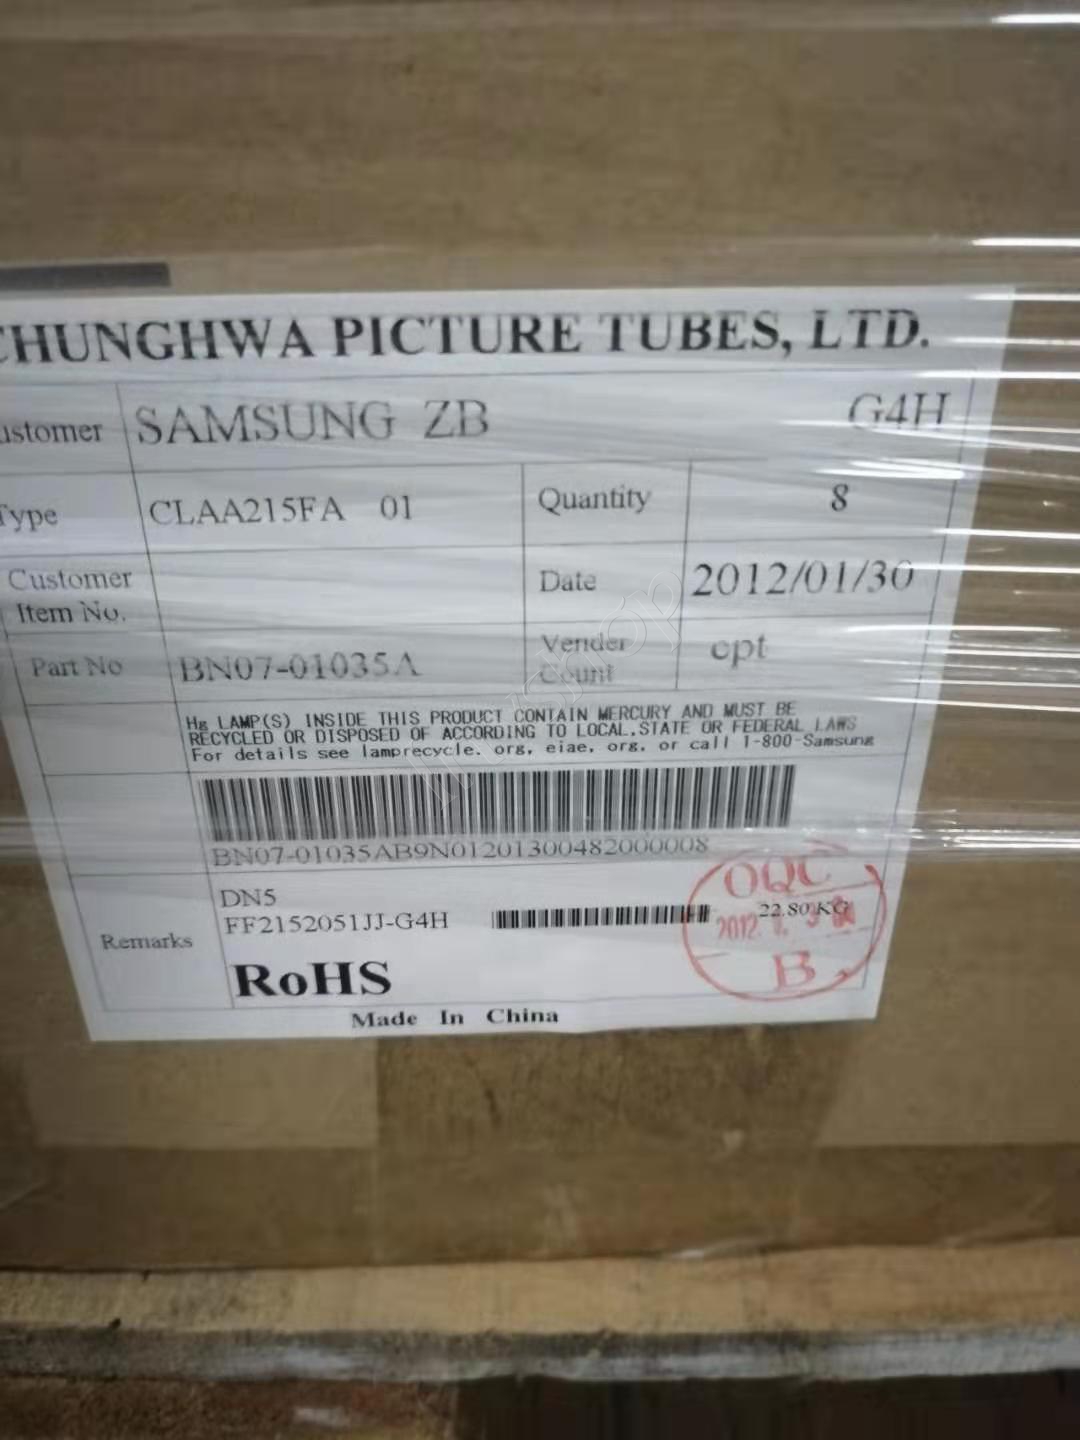 CHUNGHWA PICTURE TUBES, LTD.
ustomer SAMSUNG ZB G4H
Type CLAA215FA 01 Quantity 8
Customer Item No. Date 2012/01/30
Part No BN07-01035A Vender Count cpt
Hg LAMP(S) INSIDE THIS PRODUCT CONTAIN MERCURY AND MUST BE
RECYCLED OR DISPOSED OF ACCORDING TO LOCAL.STATE OR FEDERAL LAWS
For details see lamprecycle. org, eiae, org. or call 1-800-Samsung
BN07-01035AB9N01201300482000008
DN5
FF2152051JJ-G4H 22.80 KG
Remarks
RoHS
Made In China
OQC
2012.
B